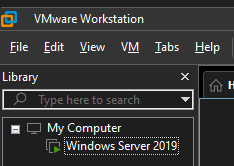 VMware Workstation
File Edit View VM Tabs Help
Library
Type here to search
My Computer
Windows Server 2019